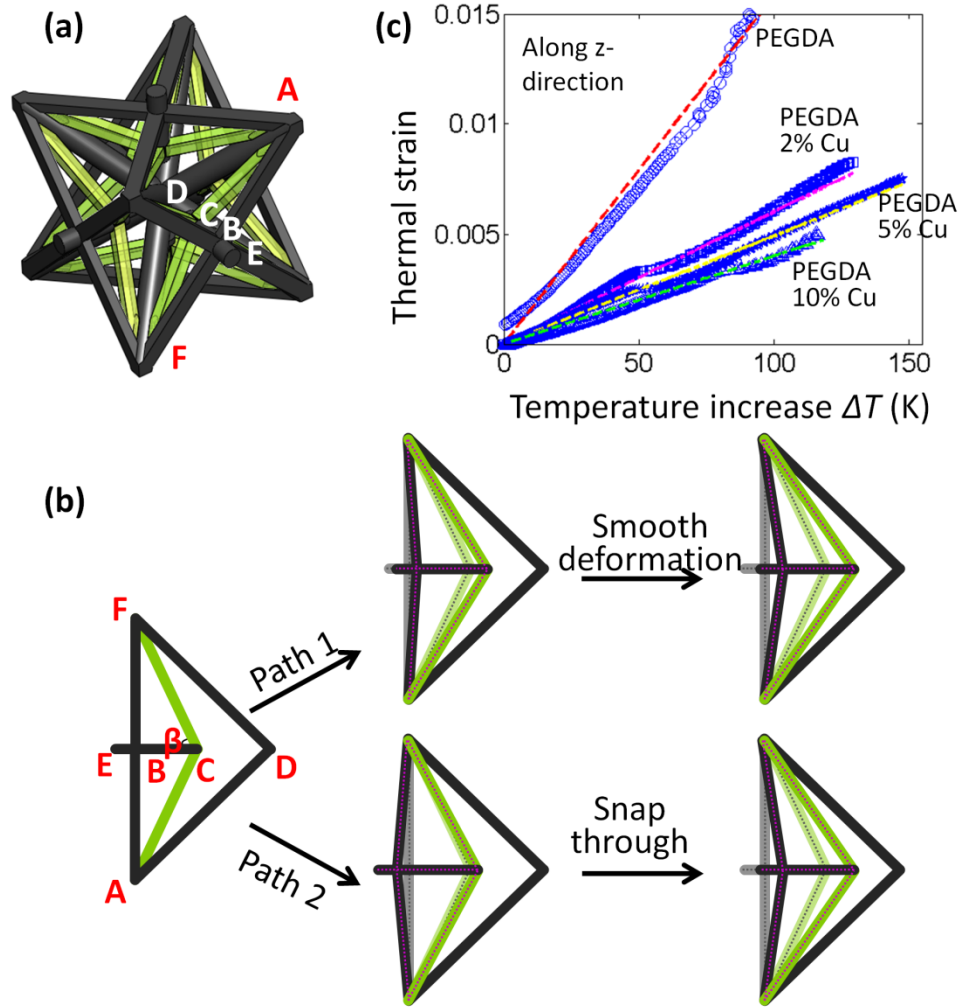 (a)
A
D
C
B
E
F
(c)
Thermal strain
0.015
0.01
0.005
0
Along z-
direction
PEGDA
PEGDA
2% Cu
PEGDA
5% Cu
PEGDA
10% Cu
0
50
100
150
Temperature increase ΔT (K)
(b)
F
β
E
B
C
D
A
Path 1
Path 2
Smooth
deformation
Snap
through